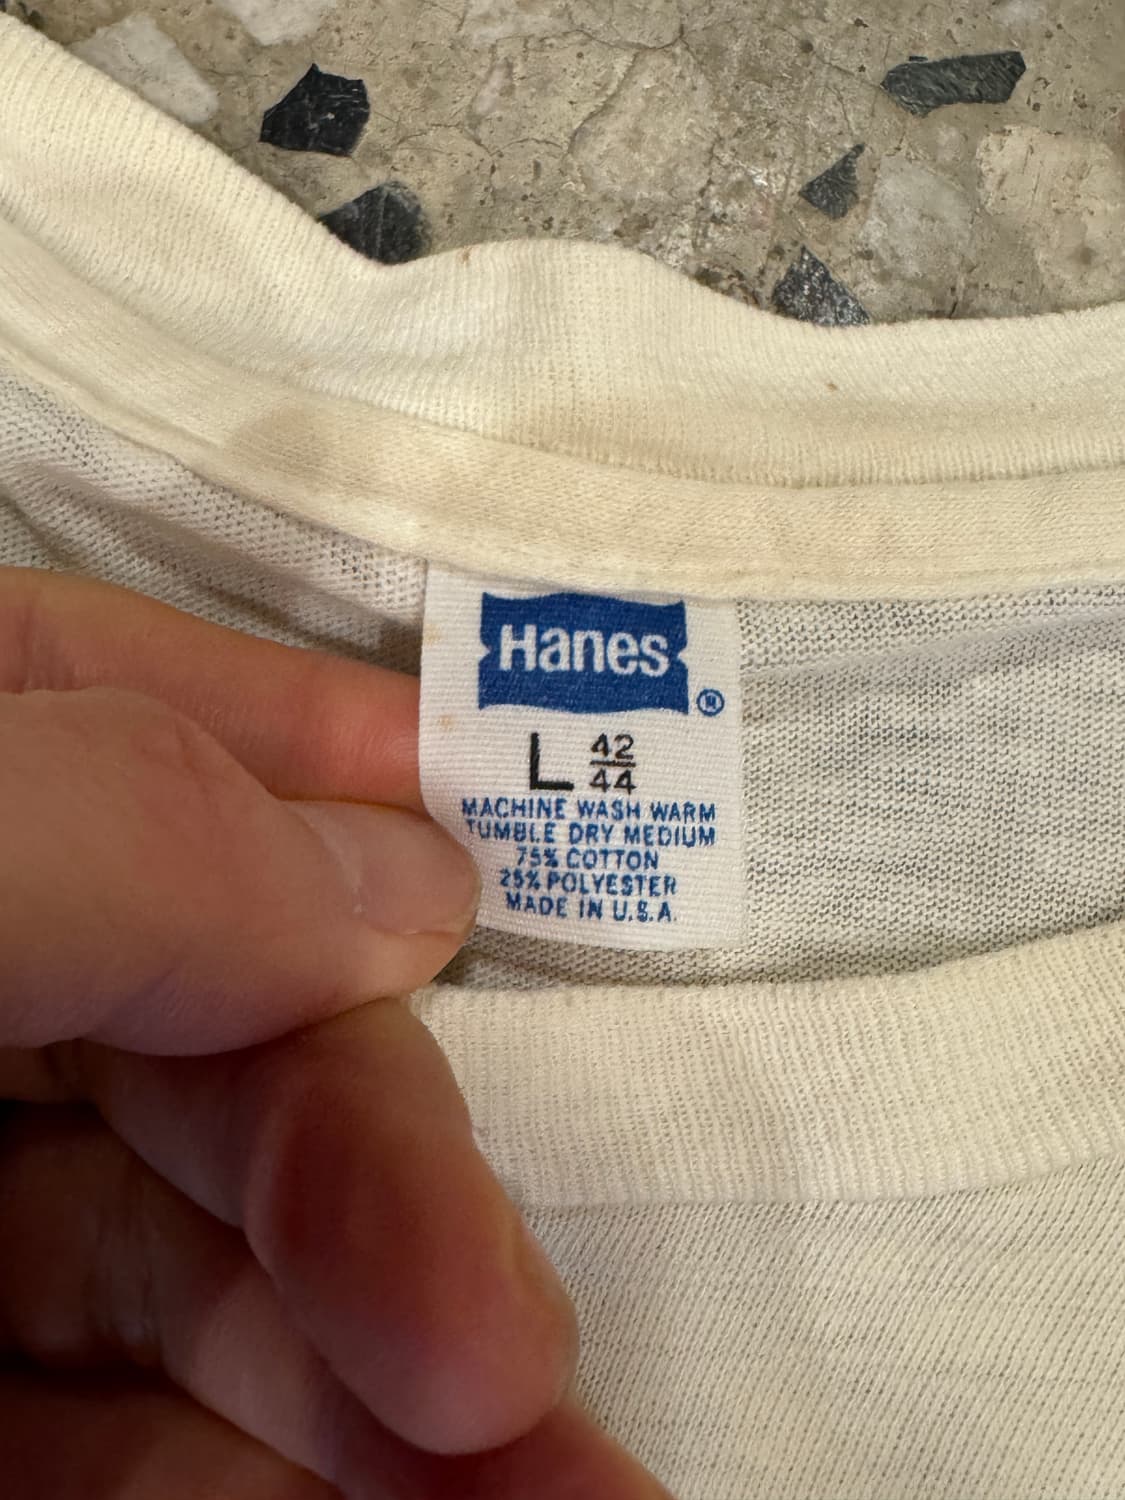 Hanes
®
L 42/44
MACHINE WASH WARM
TUMBLE DRY MEDIUM
75% COTTON
25% POLYESTER
MADE IN U.S.A.